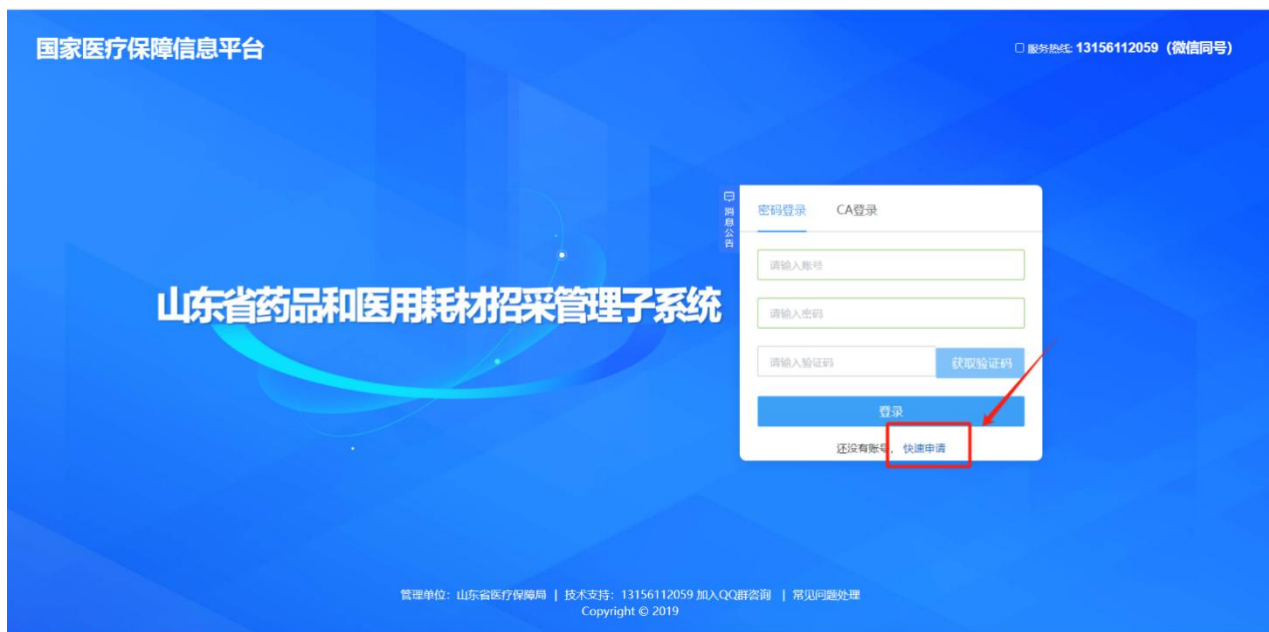 国家医疗保障信息平台
服务热线: 13156112059（微信同号）
消息公告
密码登录 CA登录
请输入账号
山东省药品和医用耗材招采管理子系统
请输入密码
请输入验证码 获取验证码
登录
还没有账号，快速申请
管理单位：山东省医疗保障局 | 技术支持：13156112059 加入QQ群咨询 | 常见问题处理
Copyright © 2019